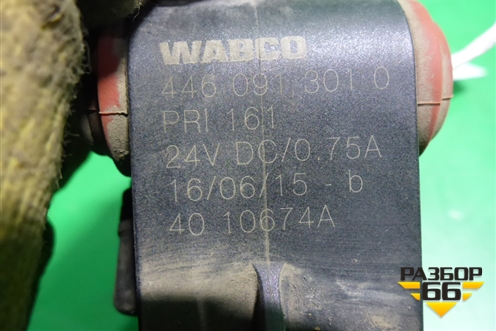 WABCO
446 091 301 0
PRI 161
24V DC/0.75A
16/06/15 - b
40 10674A
РАЗБОР
66